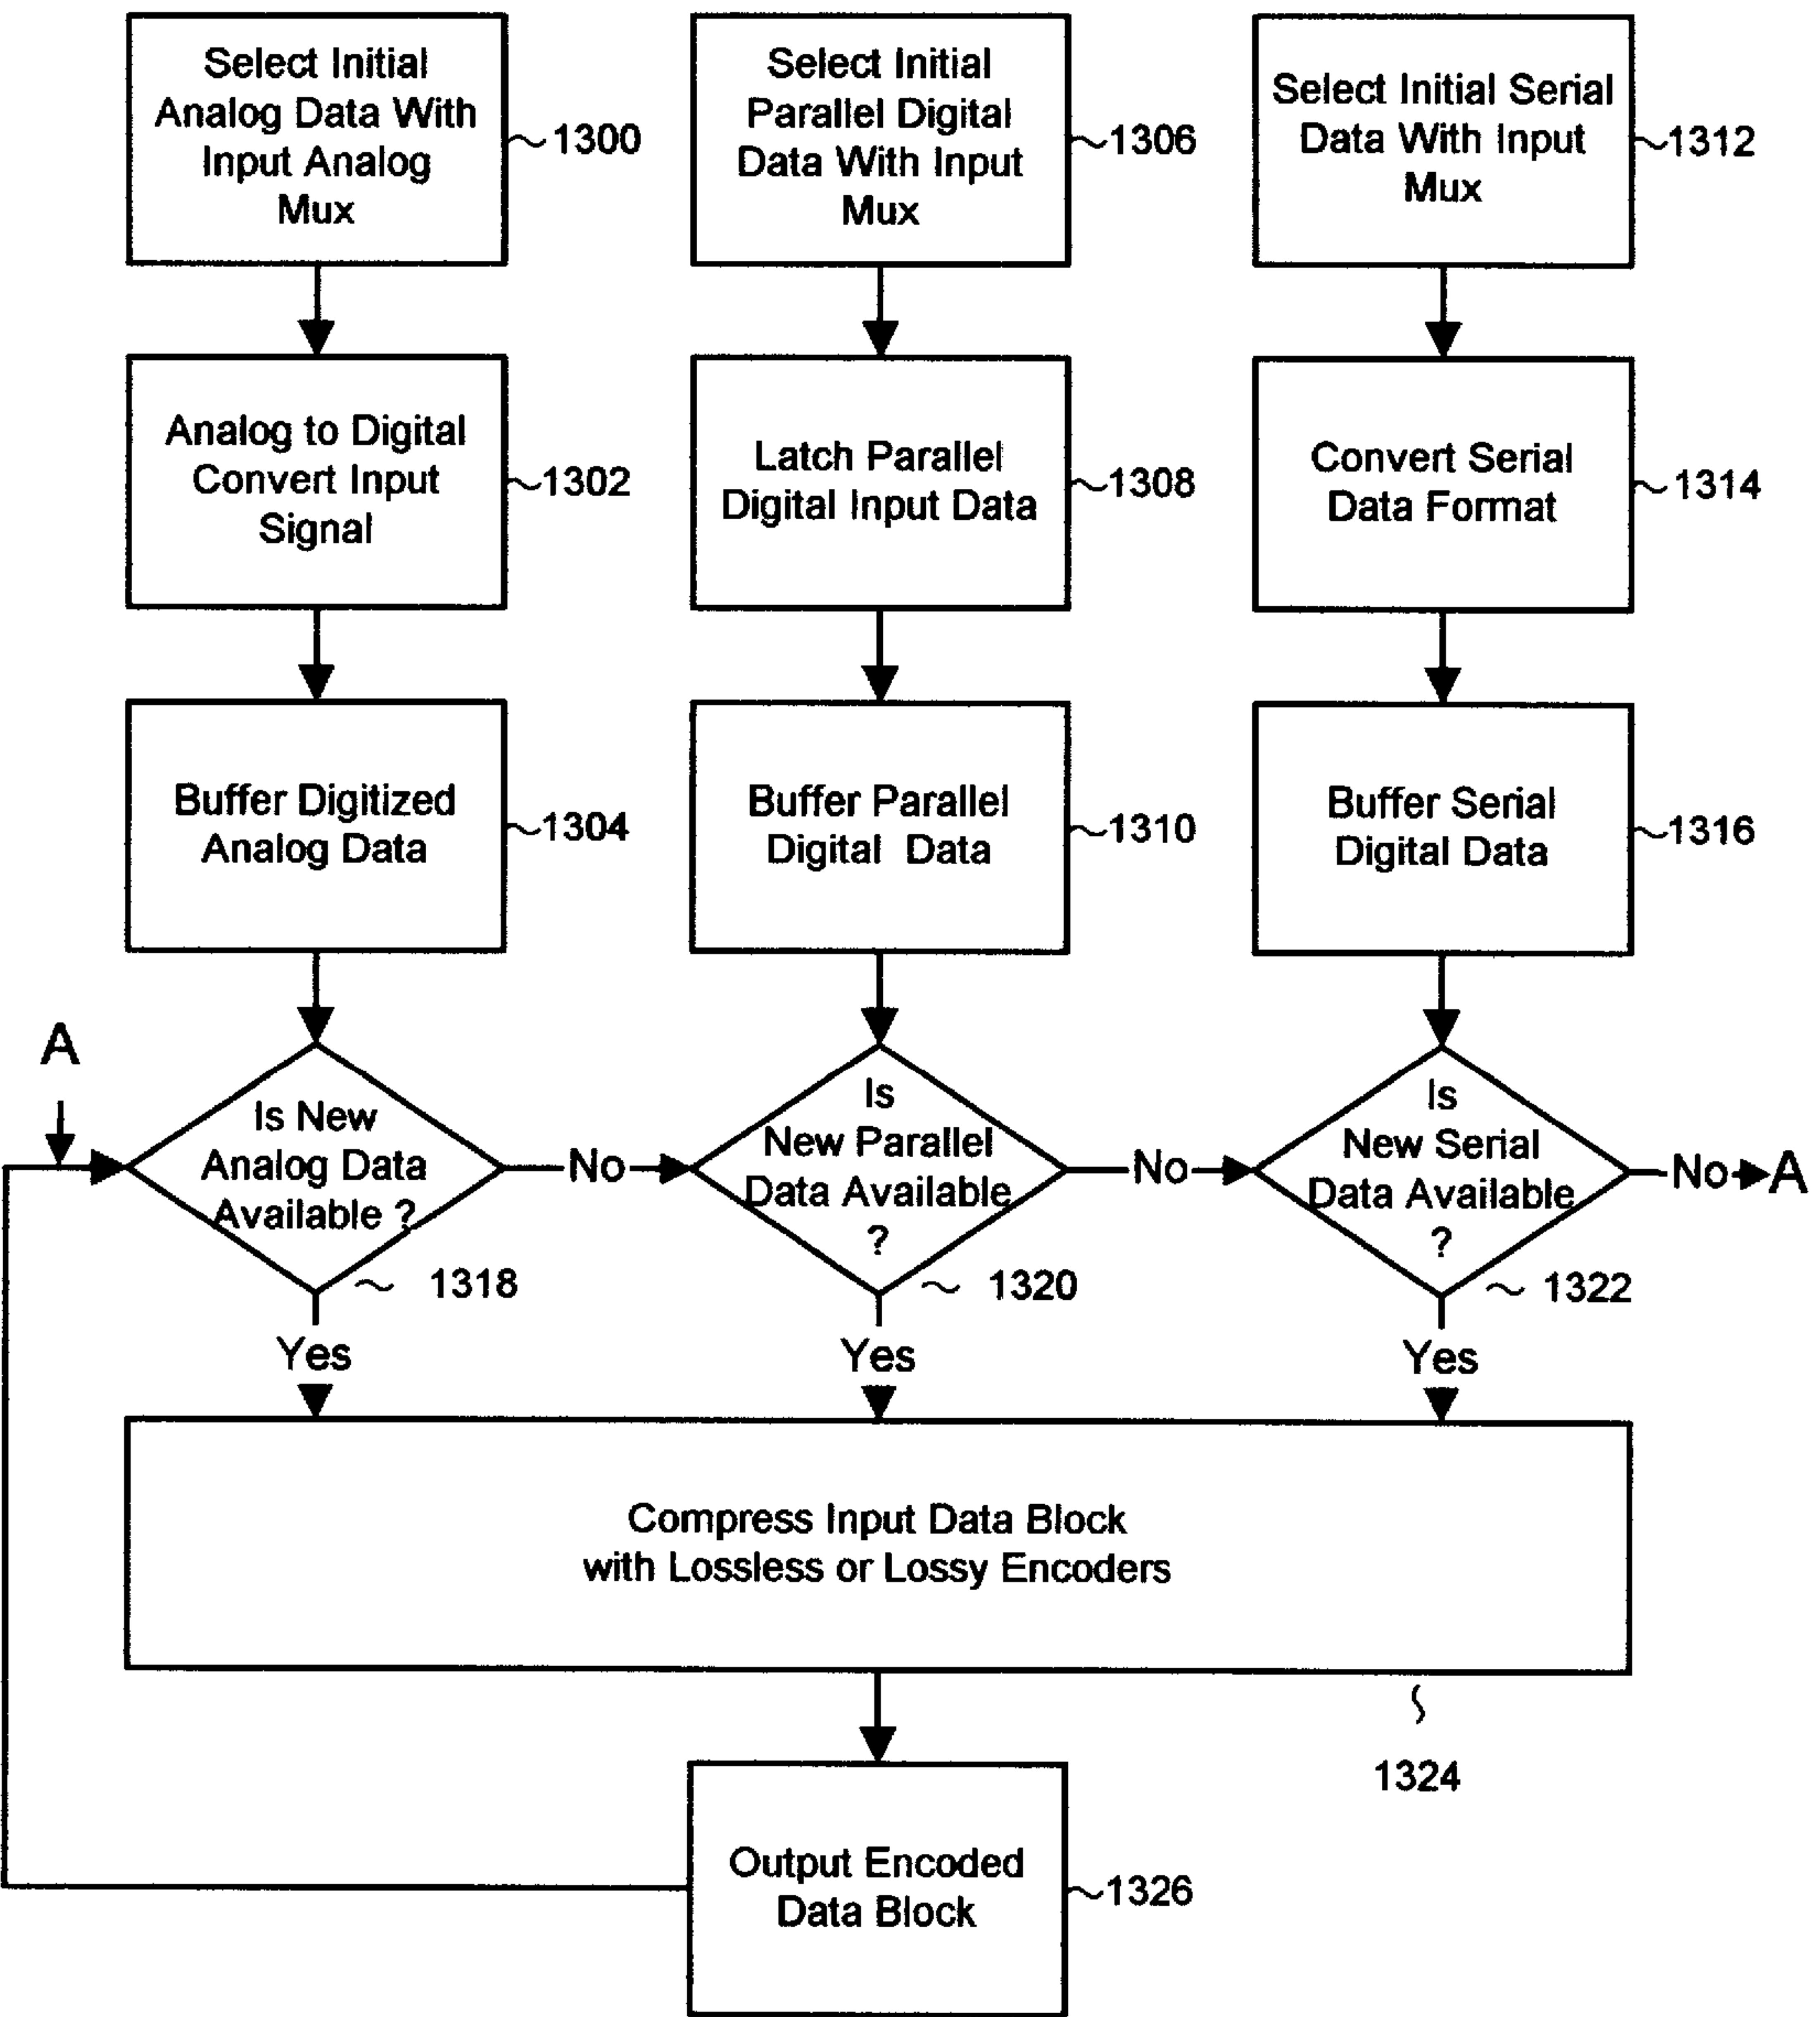 Select Initial
Analog Data With
Input Analog
Mux
1300
Select Initial
Parallel Digital
Data With Input
Mux
1306
Select Initial Serial
Data With Input
Mux
1312
Analog to Digital
Convert Input
Signal
1302
Latch Parallel
Digital Input Data
1308
Convert Serial
Data Format
1314
Buffer Digitized
Analog Data
1304
Buffer Parallel
Digital Data
1310
Buffer Serial
Digital Data
1316
A
Is New
Analog Data
Available ?
1318
No
Is
New Parallel
Data Available
?
1320
No
Is
New Serial
Data Available
?
1322
No
A
Yes
Yes
Yes
Compress Input Data Block
with Lossless or Lossy Encoders
1324
Output Encoded
Data Block
1326